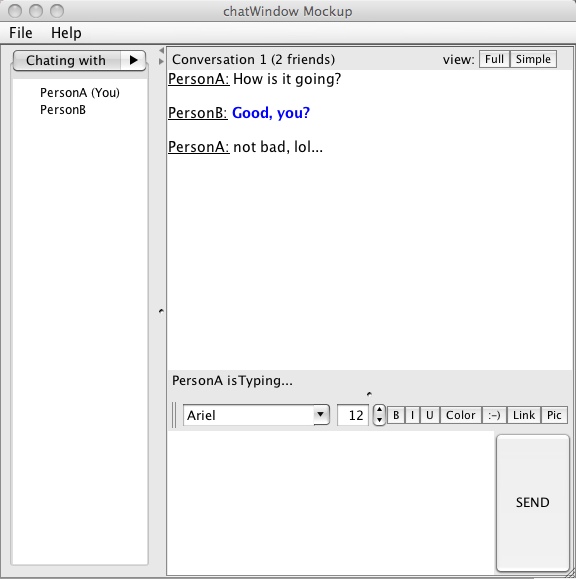 chatWindow Mockup
File Help
Chating with
PersonA (You)
PersonB
Conversation 1 (2 friends) view: Full Simple
PersonA: How is it going?
PersonB: Good, you?
PersonA: not bad, lol...
PersonA isTyping...
Ariel 12 B I U Color :-) Link Pic
SEND